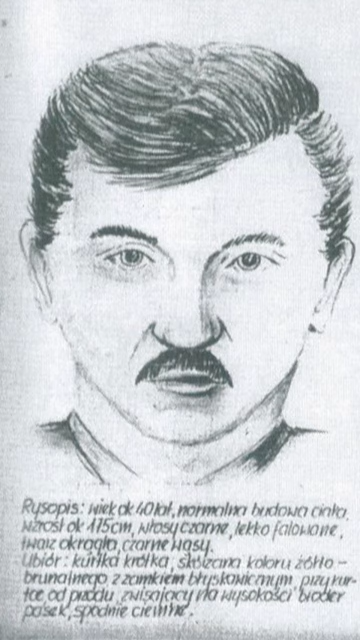 Rysopis: wiek ok 40 lat, normalna budowa ciała,
wzrost ok 175cm, włosy czarne, lekko falowane,
twarz okrągła, czarne wąsy.
Ubiór: kurtka krótka, skórzana koloru żółto-
brunatnego z zamkiem błyskawicznym przy kur-
tce od przodu, zwisający na wysokości bioder
pasek, spodnie ciemne.